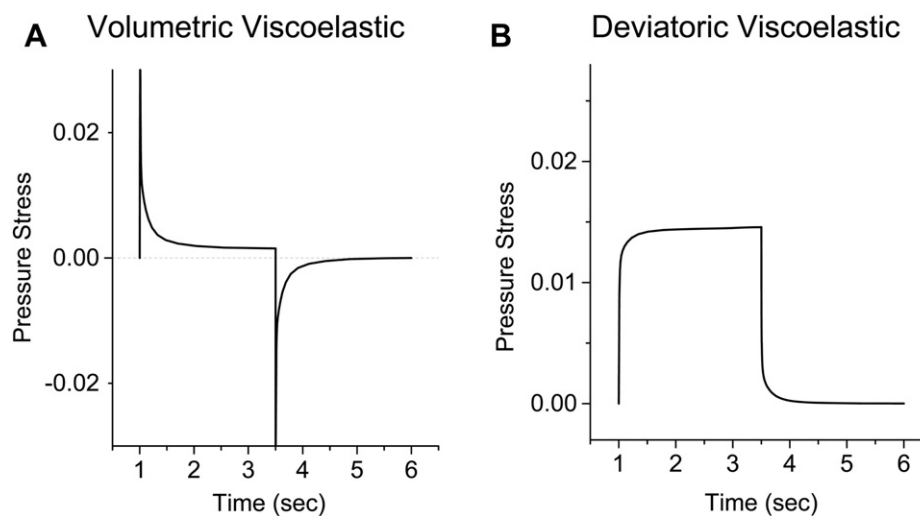 A Volumetric Viscoelastic
Pressure Stress
0.02
0.00
-0.02
1 2 3 4 5 6
Time (sec)
B Deviatoric Viscoelastic
Pressure Stress
0.02
0.01
0.00
1 2 3 4 5 6
Time (sec)